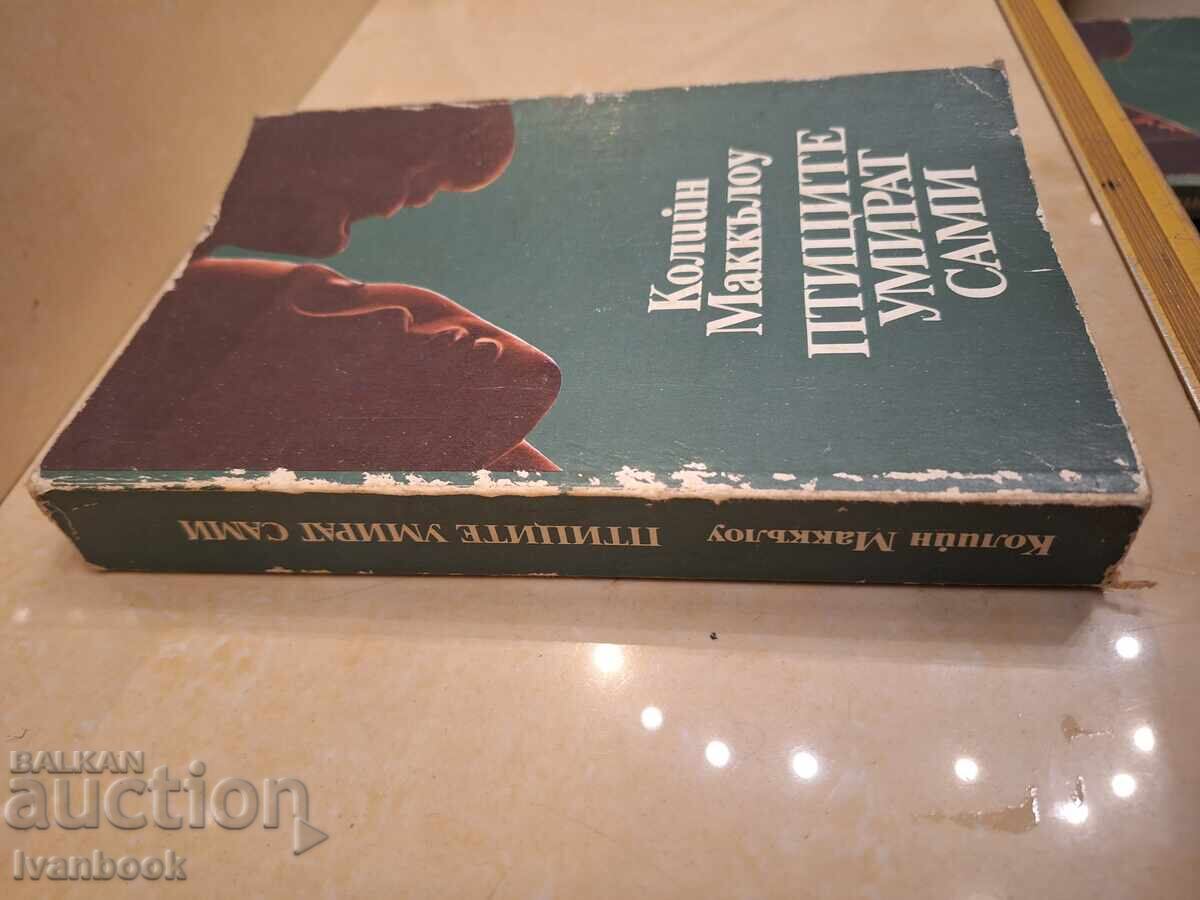 Колийн
Маккълоу
ПТИЦИТЕ
УМИРАТ
САМИ
Колийн Маккълоу ПТИЦИТЕ УМИРАТ САМИ
BALKAN
auction
Ivanbook